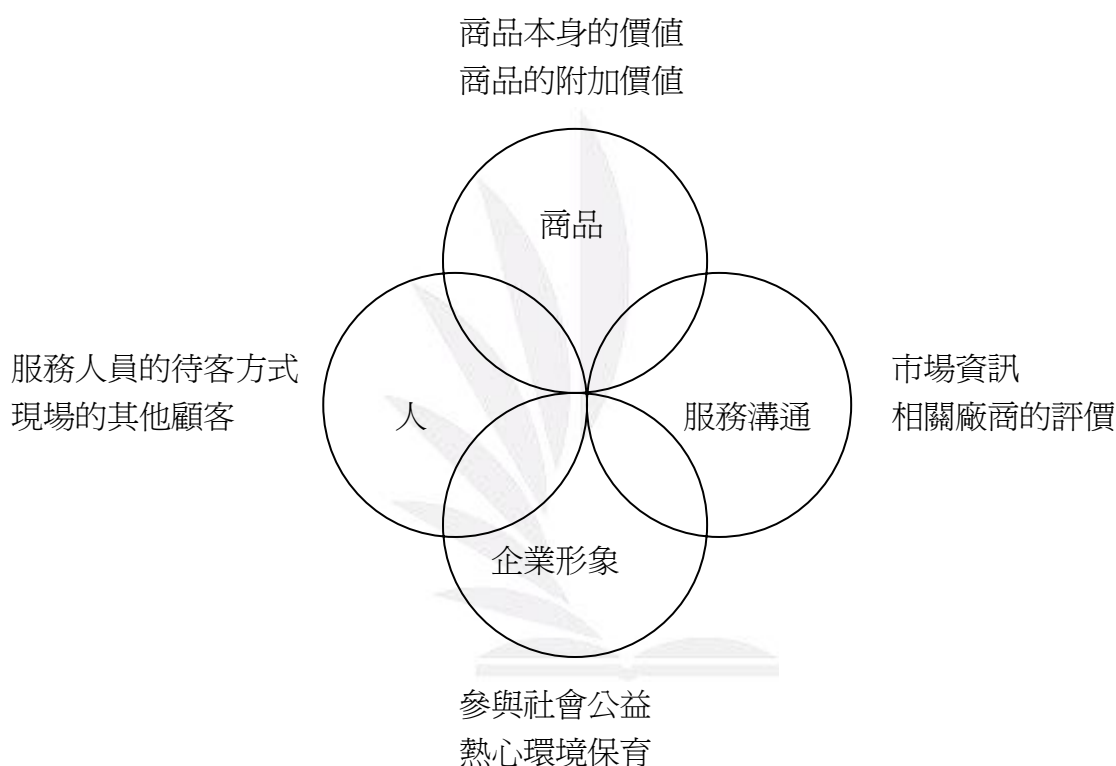 商品本身的價值
商品的附加價值
商品
服務人員的待客方式
現場的其他顧客
人
服務溝通
市場資訊
相關廠商的評價
企業形象
參與社會公益
熱心環境保育